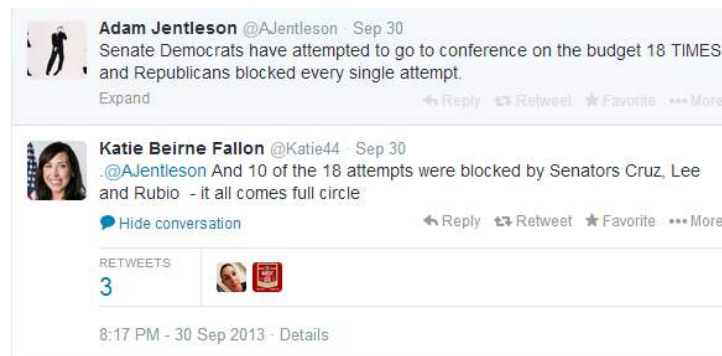 Adam Jentleson @AJentleson · Sep 30
Senate Democrats have attempted to go to conference on the budget 18 TIMES
and Republicans blocked every single attempt.
Expand Reply Retweet Favorite More
Katie Beirne Fallon @Katie44 · Sep 30
.@AJentleson And 10 of the 18 attempts were blocked by Senators Cruz, Lee
and Rubio - it all comes full circle
Hide conversation Reply Retweet Favorite More
RETWEETS
3
8:17 PM - 30 Sep 2013 · Details